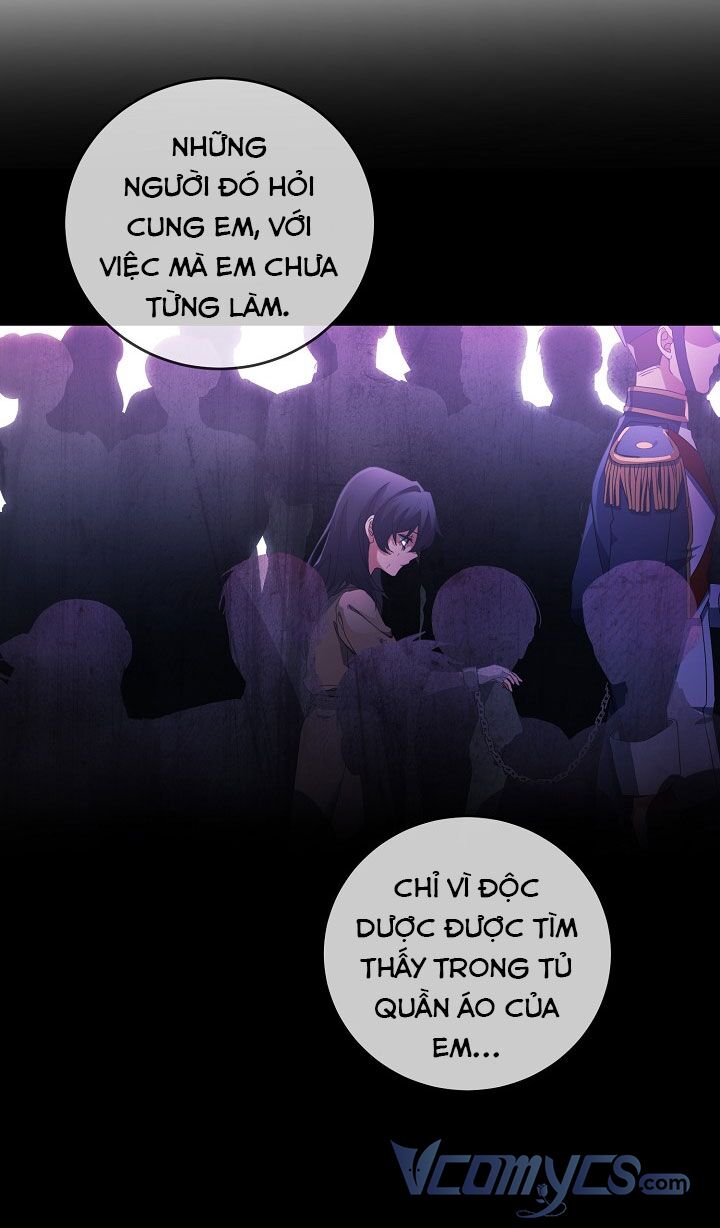 NHỮNG
NGƯỜI ĐÓ HỎI
CUNG EM, VỚI
VIỆC MÀ EM CHƯA
TỪNG LÀM.
CHỈ VÌ ĐỘC
DƯỢC ĐƯỢC TÌM
THẤY TRONG TỦ
QUẦN ÁO CỦA
EM...
VCOMYCS.com